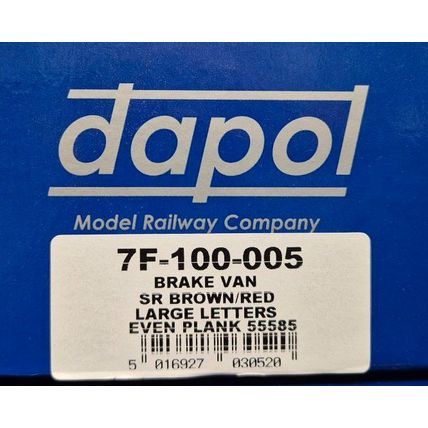 dapol
Model Railway Company
7F-100-005
BRAKE VAN
SR BROWN/RED
LARGE LETTERS
EVEN PLANK 55585
5 016927 030520